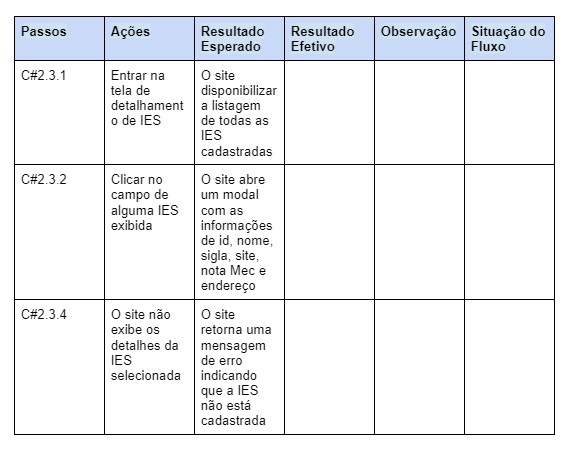 Passos
Ações
Resultado
Esperado
Resultado
Efetivo
Observação
Situação do
Fluxo
C#2.3.1
Entrar na
tela de
detalhament
o de IES
O site
disponibilizar
a listagem
de todas as
IES
cadastradas
C#2.3.2
Clicar no
campo de
alguma IES
exibida
O site abre
um modal
com as
informações
de id, nome,
sigla, site,
nota Mec e
endereço
C#2.3.4
O site não
exibe os
detalhes da
IES
selecionada
O site
retorna uma
mensagem
de erro
indicando
que a IES
não está
cadastrada